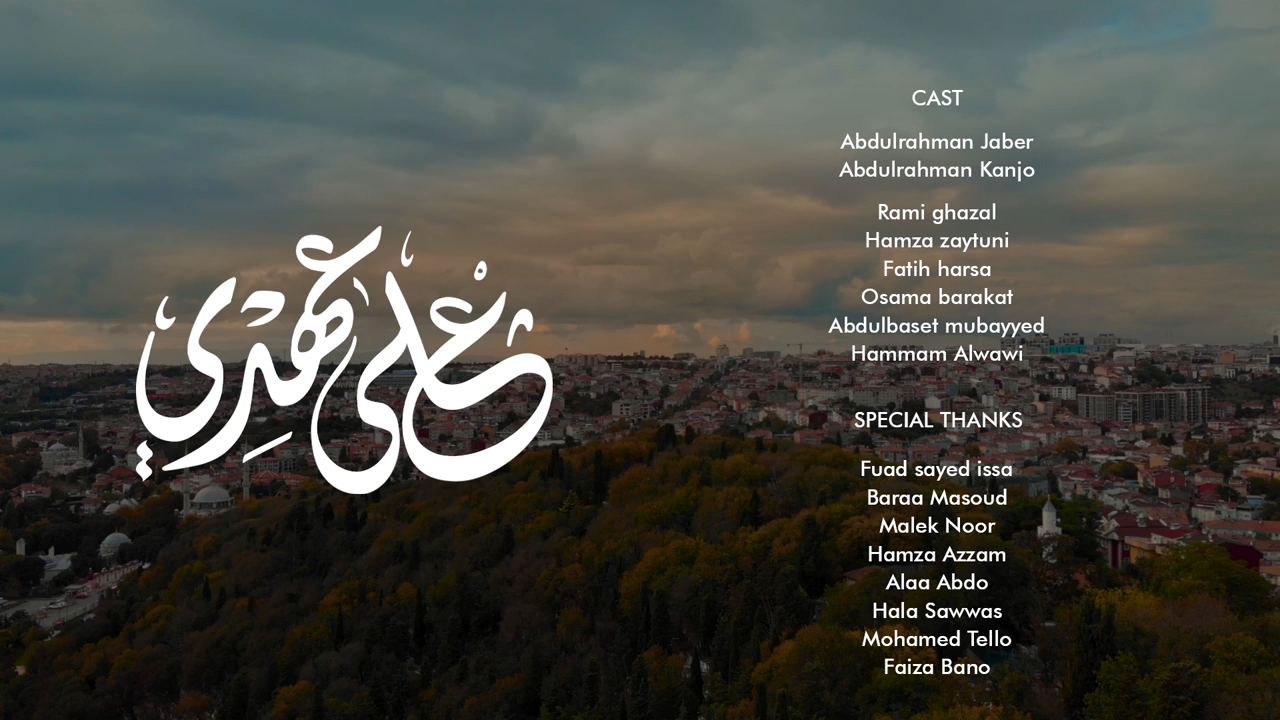 على عهدي
CAST
Abdulrahman Jaber
Abdulrahman Kanjo
Rami ghazal
Hamza zaytuni
Fatih harsa
Osama barakat
Abdulbaset mubayyed
Hammam Alwawi
SPECIAL THANKS
Fuad sayed issa
Baraa Masoud
Malek Noor
Hamza Azzam
Alaa Abdo
Hala Sawwas
Mohamed Tello
Faiza Bano